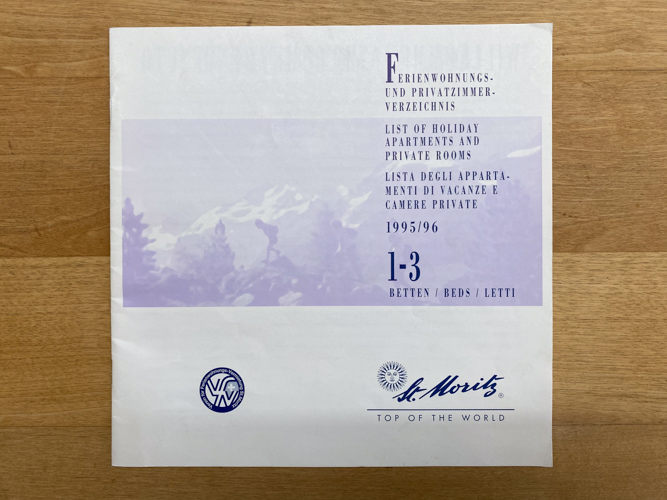 FERIENWOHNUNGS-
UND PRIVATZIMMER-
VERZEICHNIS
LIST OF HOLIDAY
APARTMENTS AND
PRIVATE ROOMS
LISTA DEGLI APPARTA-
MENTI DI VACANZE E
CAMERE PRIVATE
1995/96
1-3
BETTEN / BEDS / LETTI
St. Moritz®
TOP OF THE WORLD